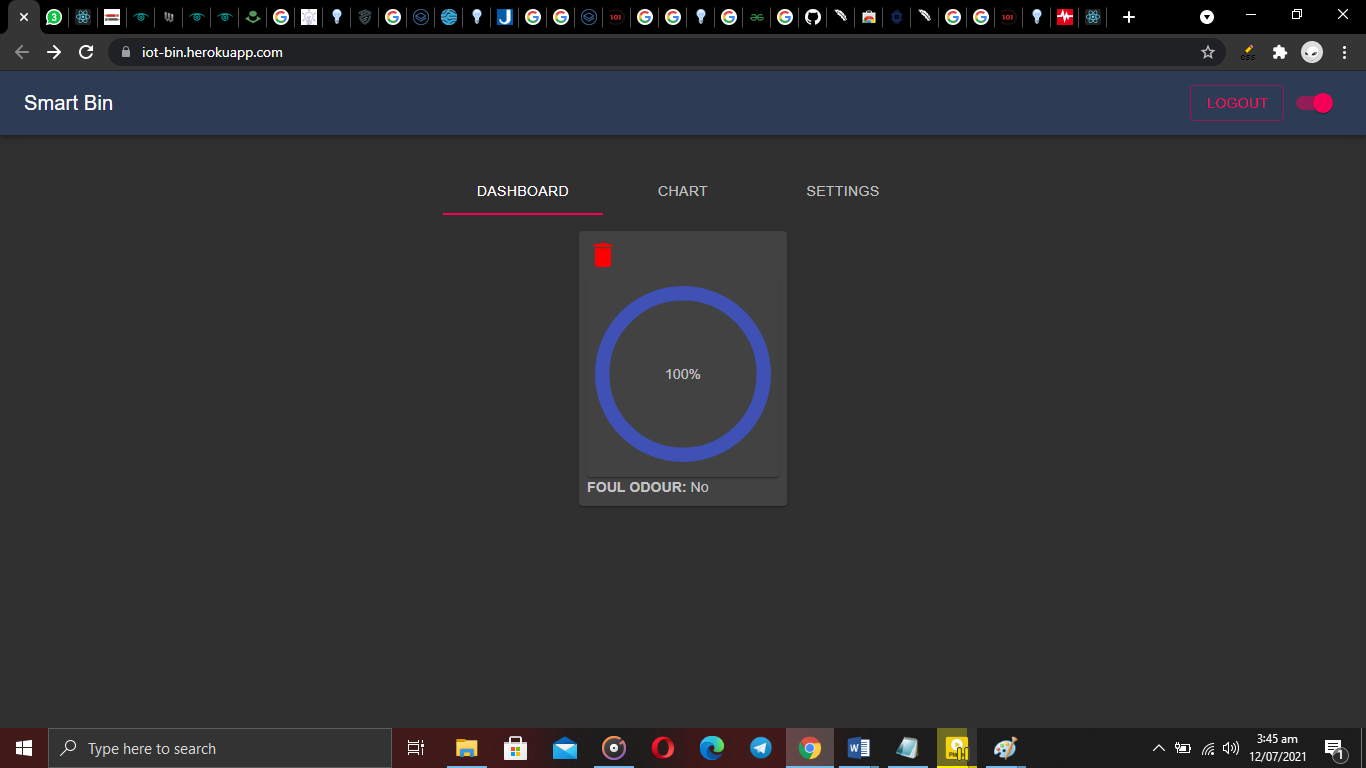 iot-bin.herokuapp.com
Smart Bin
LOGOUT
DASHBOARD
CHART
SETTINGS
100%
FOUL ODOUR: No
Type here to search
3:45 am
12/07/2021
1